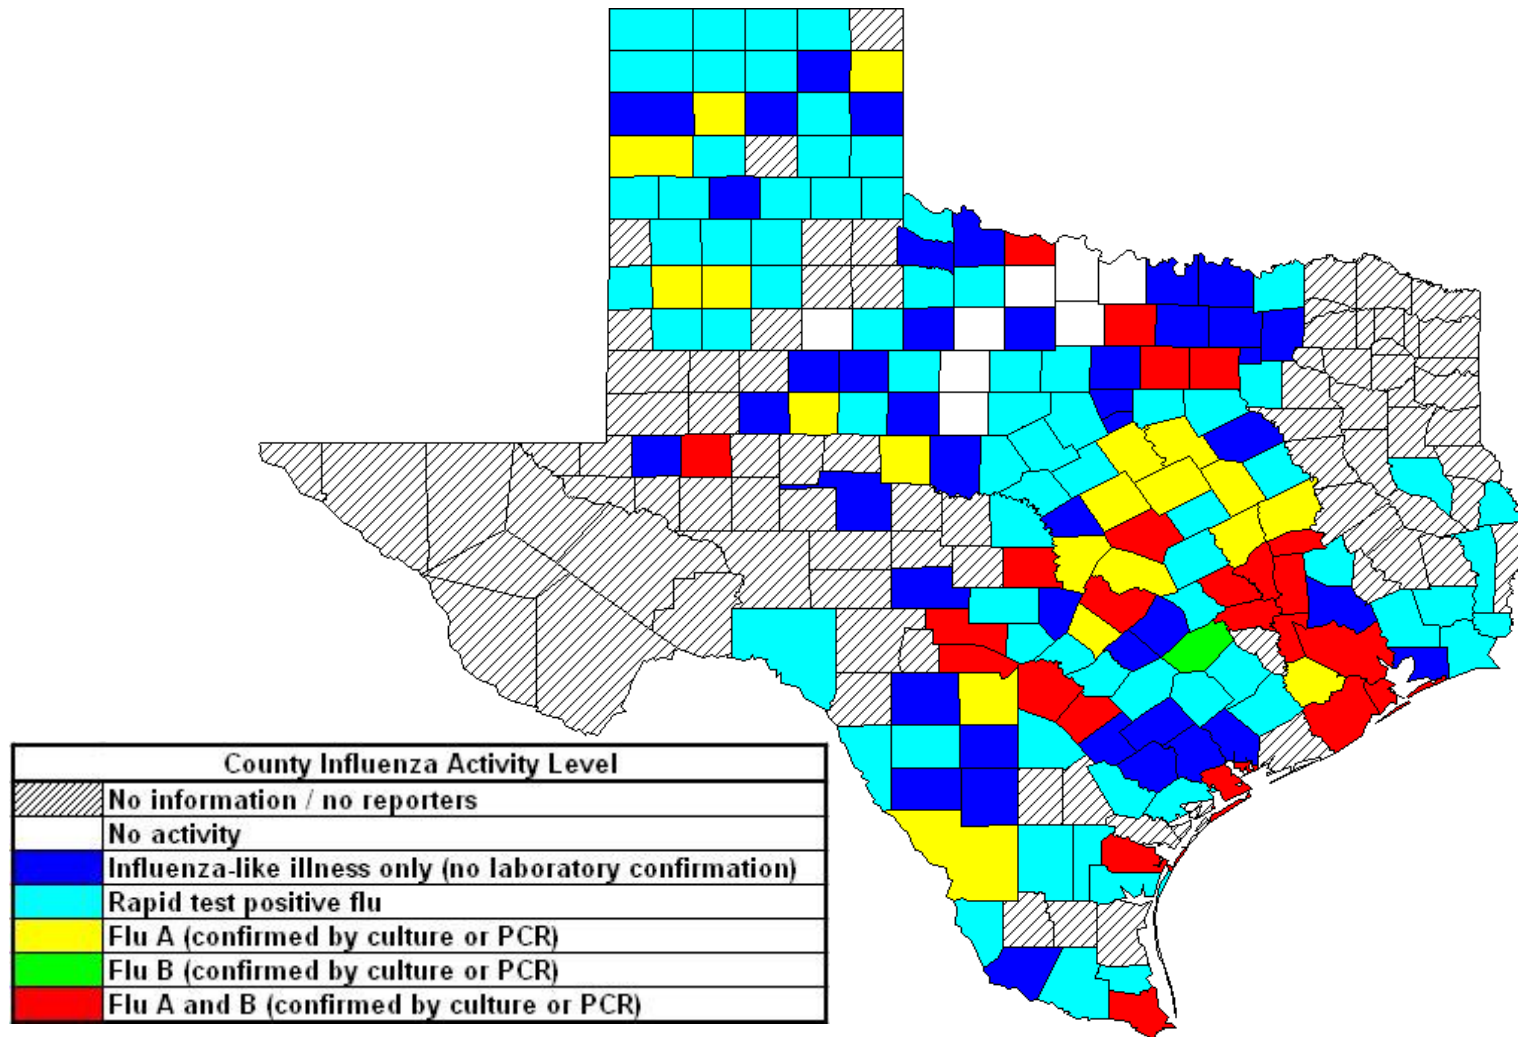 County Influenza Activity Level
No information / no reporters
No activity
Influenza-like illness only (no laboratory confirmation)
Rapid test positive flu
Flu A (confirmed by culture or PCR)
Flu B (confirmed by culture or PCR)
Flu A and B (confirmed by culture or PCR)